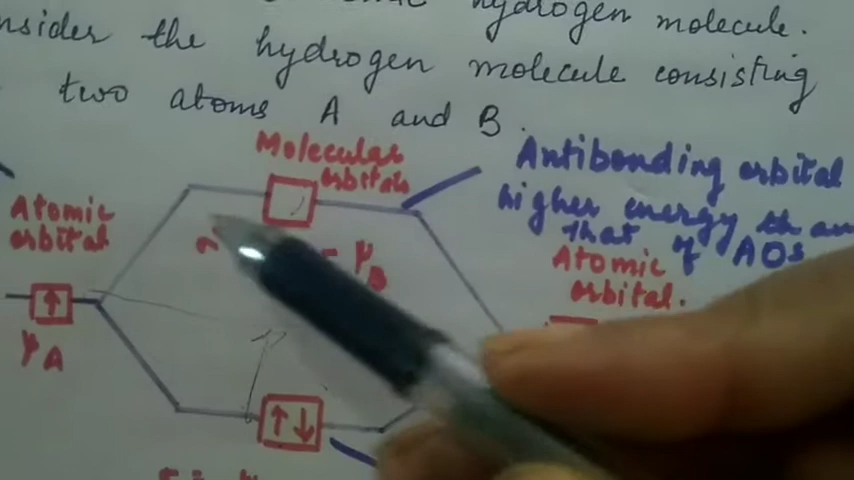 hydrogen molecule.
nsider the hydrogen molecule consisting
two atoms A and B.
Molecular
orbitals
Antibonding orbital
higher energy than
that of AOs
Atomic
orbital
Atomic
orbital.
- ψB
ψA